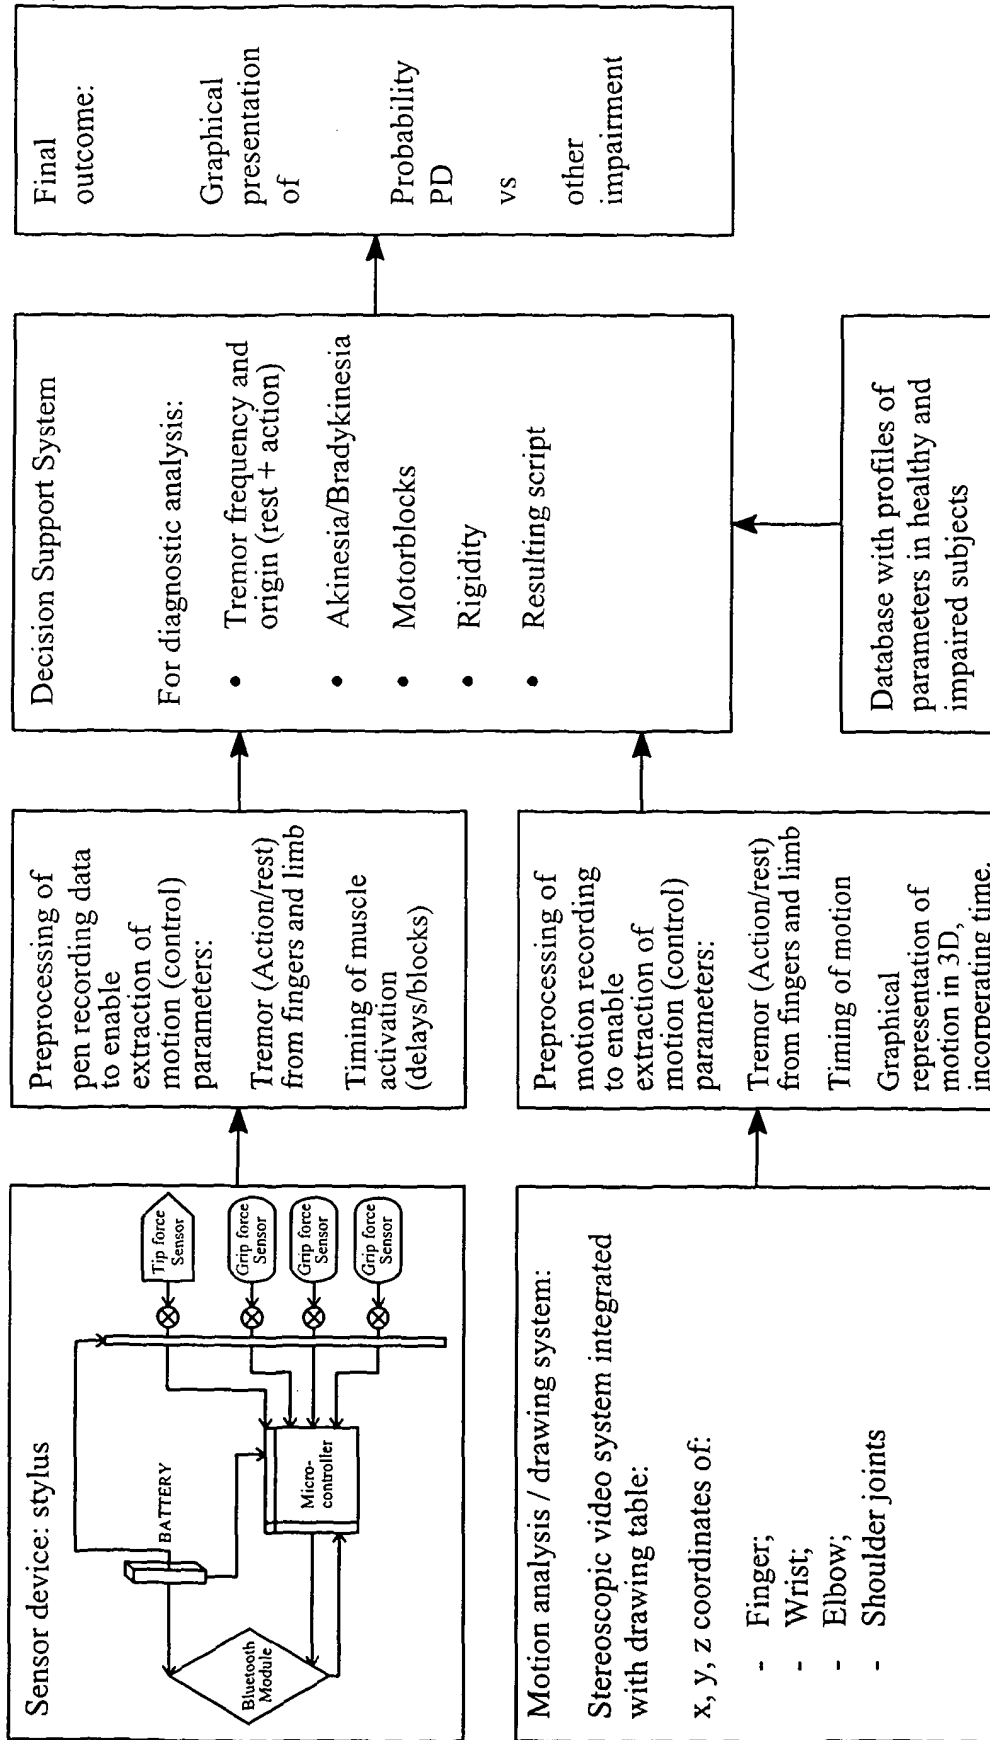 Sensor device: stylus
BATTERY
Bluetooth
Module
Micro-
controller
Tip force
Sensor
Grip force
Sensor
Grip force
Sensor
Grip force
Sensor
Motion analysis / drawing system:
Stereoscopic video system integrated
with drawing table:
x, y, z coordinates of:
- Finger;
- Wrist;
- Elbow;
- Shoulder joints
Preprocessing of
pen recording data
to enable
extraction of
motion (control)
parameters:
Tremor (Action/rest)
from fingers and limb
Timing of muscle
activation
(delays/blocks)
Preprocessing of
motion recording
to enable
extraction of
motion (control)
parameters:
Tremor (Action/rest)
from fingers and limb
Timing of motion
Graphical
representation of
motion in 3D,
incorperating time.
Decision Support System
For diagnostic analysis:
• Tremor frequency and
origin (rest + action)
• Akinesia/Bradykinesia
• Motorblocks
• Rigidity
• Resulting script
Database with profiles of
parameters in healthy and
impaired subjects
Final
outcome:
Graphical
presentation
of
Probability
PD
vs
other
impairment